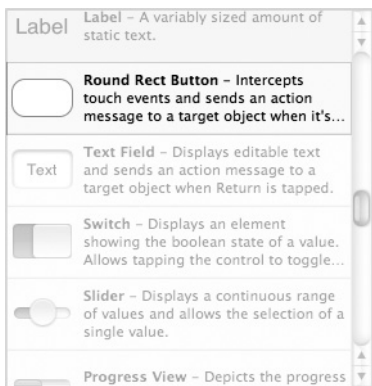 Label
Label – A variably sized amount of
static text.
Round Rect Button – Intercepts
touch events and sends an action
message to a target object when it's...
Text
Text Field – Displays editable text
and sends an action message to a
target object when Return is tapped.
Switch – Displays an element
showing the boolean state of a value.
Allows tapping the control to toggle...
Slider – Displays a continuous range
of values and allows the selection of a
single value.
Progress View – Depicts the progress